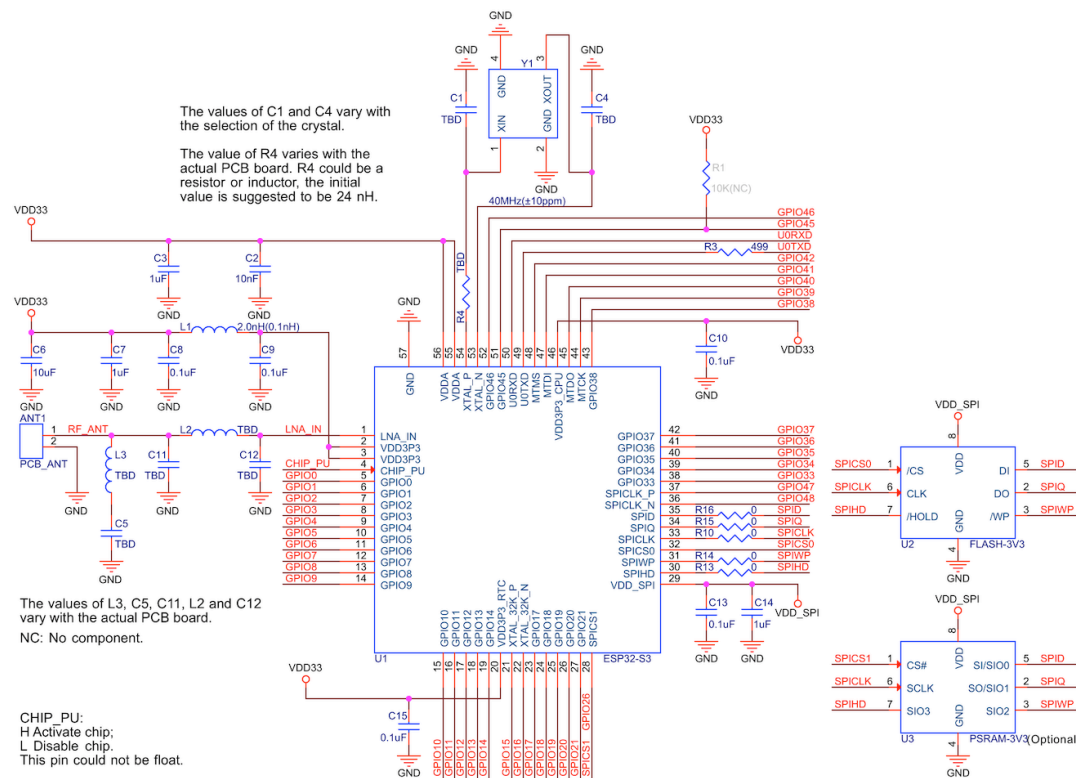 GND
GND
GND
4
3
Y1
GND
XOUT
C1
TBD
C4
TBD
XIN
GND
1
2
GND
40MHz(±10ppm)
The values of C1 and C4 vary with
the selection of the crystal.
The value of R4 varies with the
actual PCB board. R4 could be a
resistor or inductor, the initial
value is suggested to be 24 nH.
VDD33
R1
10K(NC)
GPIO46
GPIO45
U0RXD
R3
499
U0TXD
GPIO42
GPIO41
GPIO40
GPIO39
GPIO38
VDD33
C3
1uF
GND
C2
10nF
GND
TBD
R4
VDD33
L1
2.0nH(0.1nH)
C6
10uF
GND
C7
1uF
GND
C8
0.1uF
GND
C9
0.1uF
GND
GND
C10
0.1uF
GND
VDD33
57
56
55
54
53
52
51
50
49
48
47
46
45
44
43
GND
VDDA
VDDA
XTAL_P
XTAL_N
GPIO46
GPIO45
U0RXD
U0TXD
MTMS
MTDI
VDD3P3_CPU
MTDO
MTCK
GPIO38
ANT1
1
2
PCB_ANT
RF_ANT
GND
L3
TBD
C5
TBD
GND
L2
TBD
LNA_IN
C11
TBD
GND
C12
TBD
GND
1 LNA_IN
2 VDD3P3
3 VDD3P3
CHIP_PU 4 CHIP_PU
GPIO0 5 GPIO0
GPIO1 6 GPIO1
GPIO2 7 GPIO2
GPIO3 8 GPIO3
GPIO4 9 GPIO4
GPIO5 10 GPIO5
GPIO6 11 GPIO6
GPIO7 12 GPIO7
GPIO8 13 GPIO8
GPIO9 14 GPIO9
GPIO37 42 GPIO37
GPIO36 41 GPIO36
GPIO35 40 GPIO35
GPIO34 39 GPIO34
GPIO33 38 GPIO33
SPICLK_P 37 GPIO47
SPICLK_N 36 GPIO48
SPID 35 R16 0 SPID
SPIQ 34 R15 0 SPIQ
SPICLK 33 R10 0 SPICLK
SPICS0 32 SPICS0
SPIWP 31 R14 0 SPIWP
SPIHD 30 R13 0 SPIHD
VDD_SPI 29
C13
0.1uF
GND
C14
1uF
GND
VDD_SPI
GPIO10
GPIO11
GPIO12
GPIO13
GPIO14
VDD3P3_RTC
XTAL_32K_P
XTAL_32K_N
GPIO17
GPIO18
GPIO19
GPIO20
GPIO21
SPICS1
U1
ESP32-S3
15
16
17
18
19
20
21
22
23
24
25
26
27
28
GPIO10
GPIO11
GPIO12
GPIO13
GPIO14
GPIO15
GPIO16
GPIO17
GPIO18
GPIO19
GPIO20
GPIO21
SPICS1
GPIO26
VDD33
C15
0.1uF
GND
VDD_SPI
8
VDD
SPICS0 1 /CS
SPICLK 6 CLK
SPIHD 7 /HOLD
DI 5 SPID
DO 2 SPIQ
/WP 3 SPIWP
GND
4
U2
FLASH-3V3
GND
VDD_SPI
8
VDD
SPICS1 1 CS#
SPICLK 6 SCLK
SPIHD 7 SIO3
SI/SIO0 5 SPID
SO/SIO1 2 SPIQ
SIO2 3 SPIWP
GND
4
U3
PSRAM-3V3
(Optional
GND
The values of L3, C5, C11, L2 and C12
vary with the actual PCB board.
NC: No component.
CHIP_PU:
H Activate chip;
L Disable chip.
This pin could not be float.